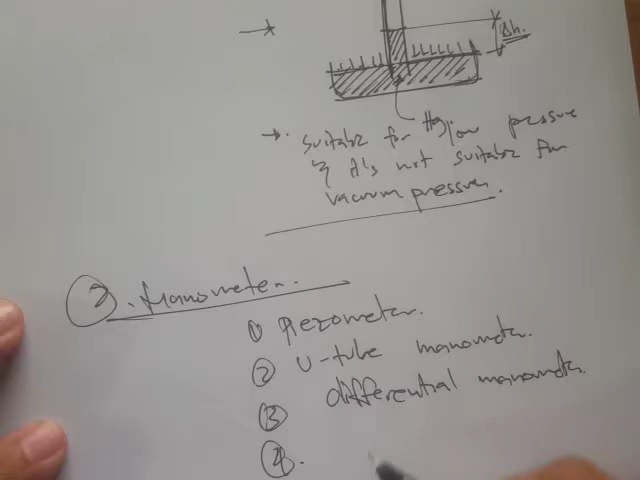 Δh.
→ suitable for Hg low pressure
& it's not suitable for
vacuum pressure.
2. Manometer.
① Piezometer.
② U-tube manometer.
③ differential manometer.
④.